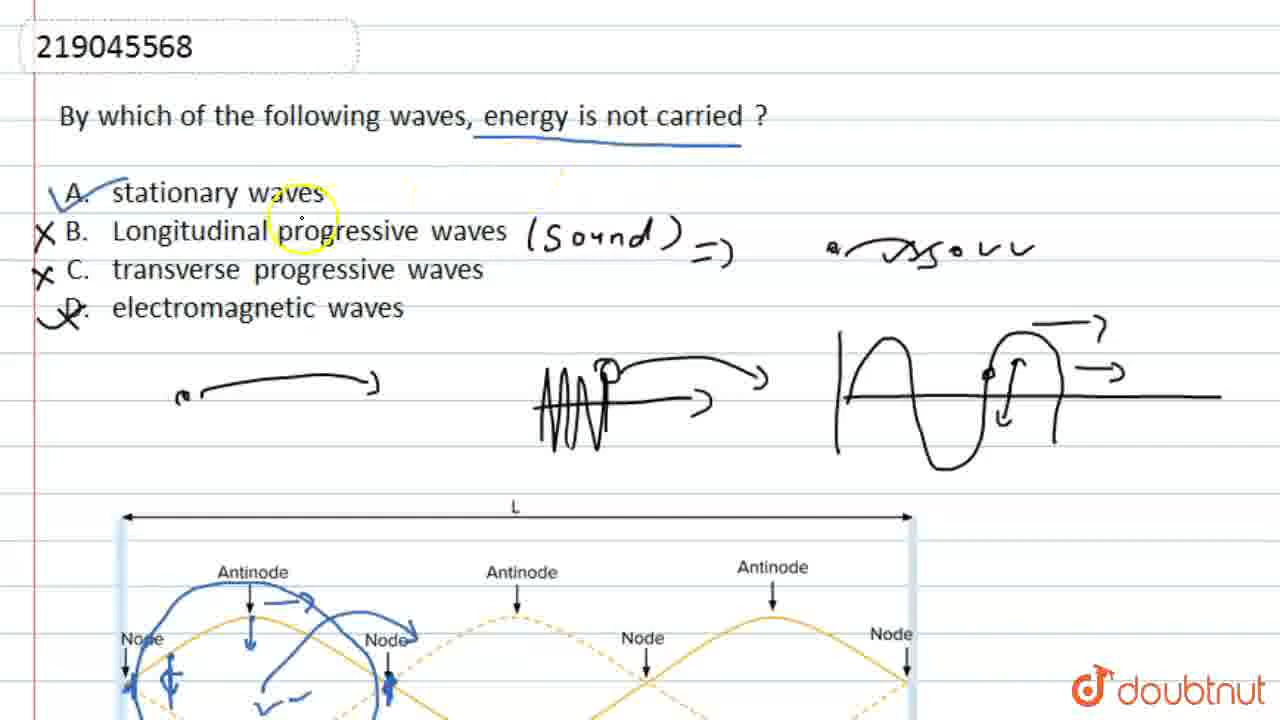 219045568
By which of the following waves, energy is not carried ?
A. stationary waves
B. Longitudinal progressive waves (Sound) =>
C. transverse progressive waves
D. electromagnetic waves
L
Antinode Antinode Antinode
Node Node Node Node
doubtnut